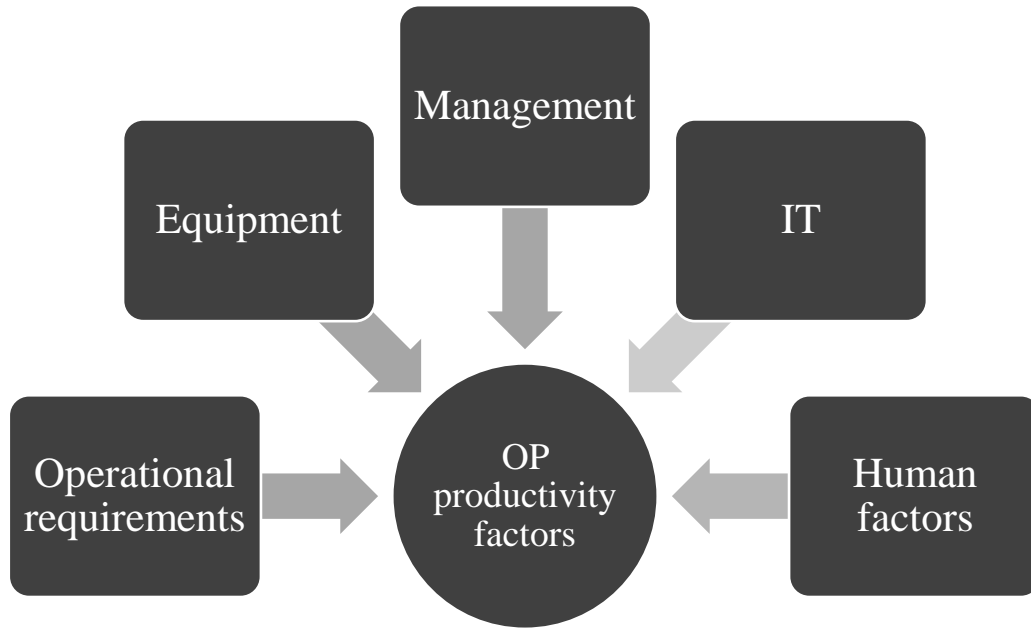 Management
Equipment
IT
Operational
requirements
OP
productivity
factors
Human
factors